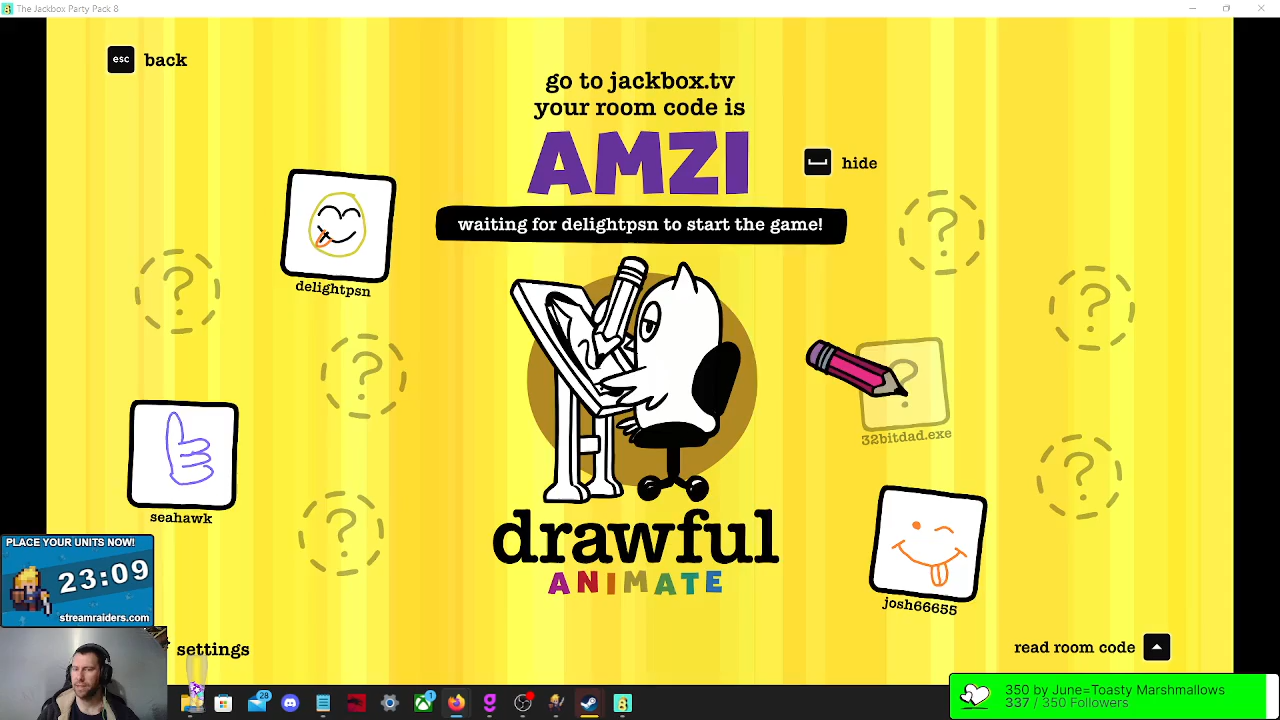 The Jackbox Party Pack 8
esc back
go to jackbox.tv
your room code is
AMZI
hide
waiting for delightpsn to start the game!
delightpsn
seahawk
32bitdad.exe
josh66655
drawful
ANIMATE
PLACE YOUR UNITS NOW!
23:09
streamraiders.com
settings
read room code
28
1
350 by June=Toasty Marshmallows
337 / 350 Followers